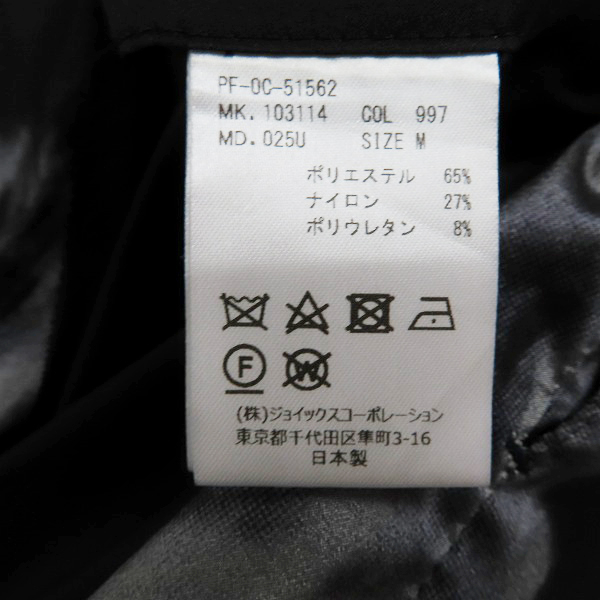 PF-0C-51562
MK. 103114 COL 997
MD. 025U SIZE M
ポリエステル 65%
ナイロン 27%
ポリウレタン 8%
F W
(株)ジョイックスコーポレーション
東京都千代田区隼町3-16
日本製